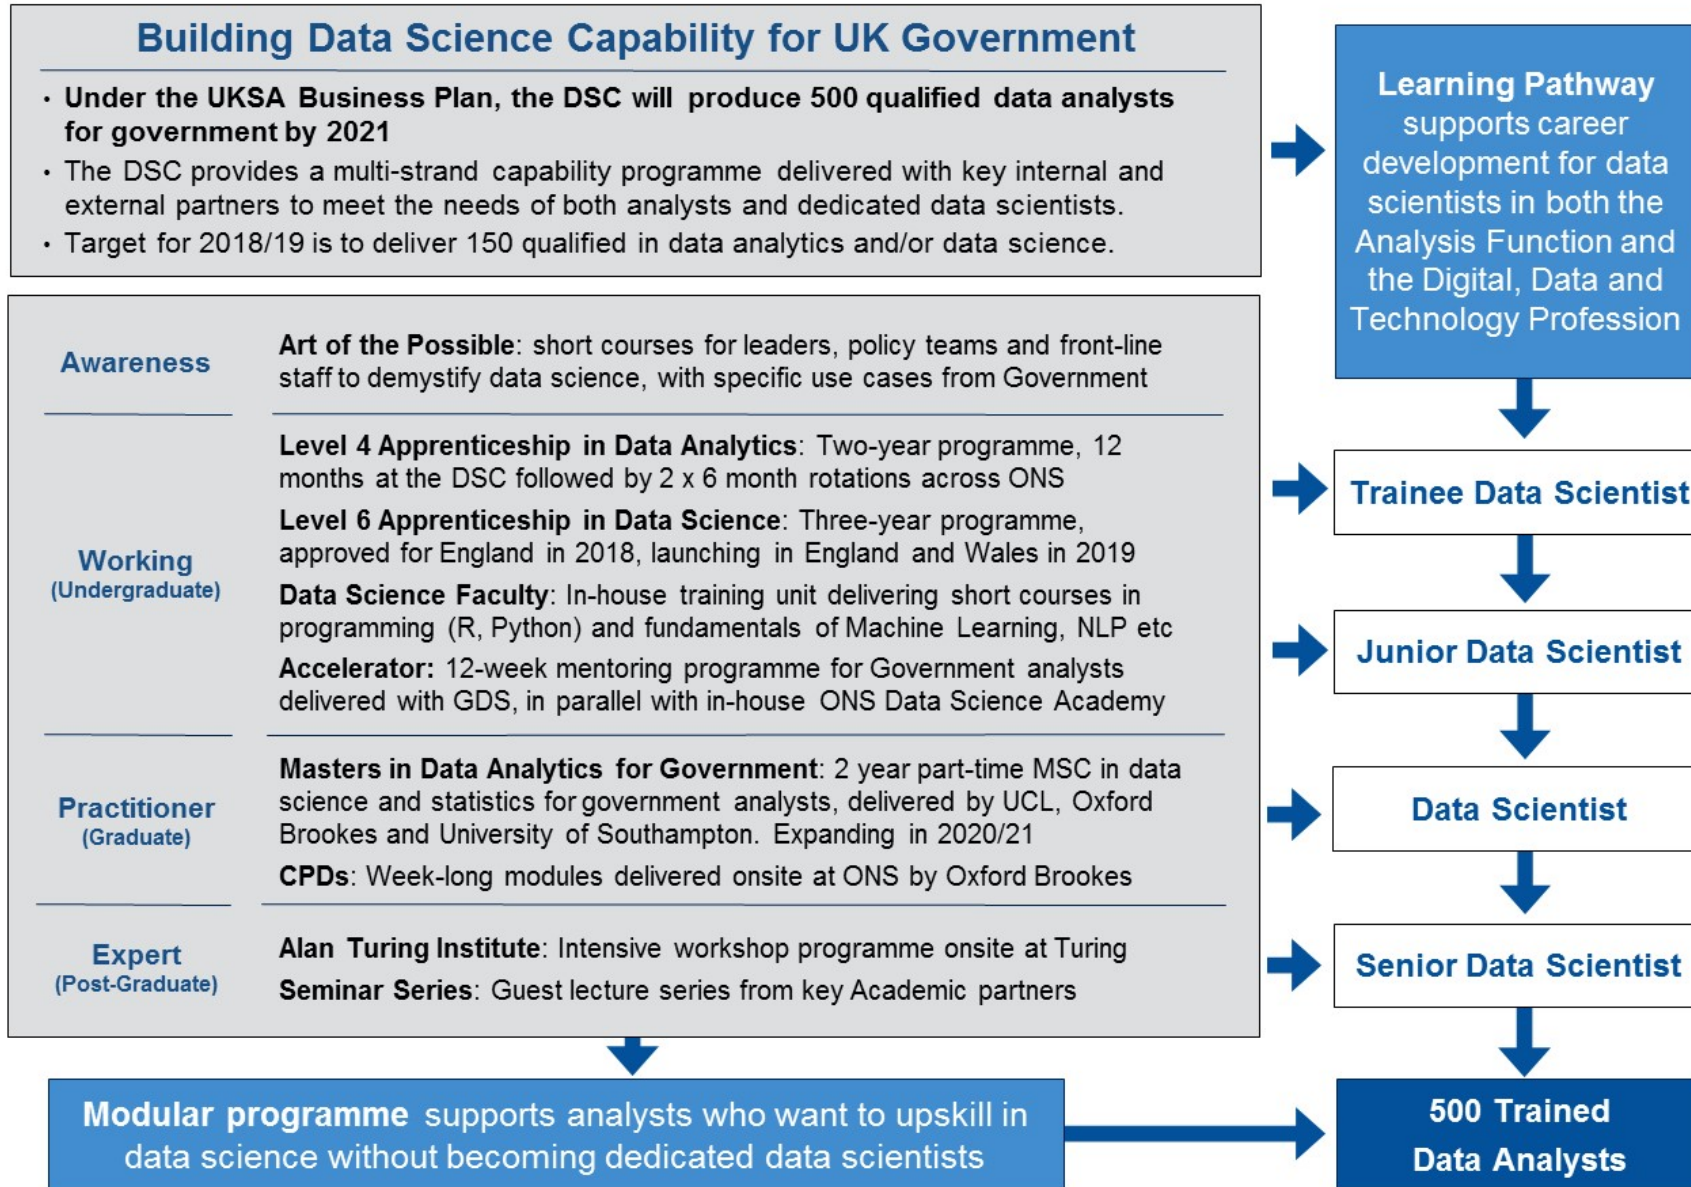 Building Data Science Capability for UK Government
• Under the UKSA Business Plan, the DSC will produce 500 qualified data analysts
for government by 2021
• The DSC provides a multi-strand capability programme delivered with key internal and
external partners to meet the needs of both analysts and dedicated data scientists.
• Target for 2018/19 is to deliver 150 qualified in data analytics and/or data science.
Learning Pathway
supports career
development for data
scientists in both the
Analysis Function and
the Digital, Data and
Technology Profession
Awareness
Art of the Possible: short courses for leaders, policy teams and front-line
staff to demystify data science, with specific use cases from Government
Working
(Undergraduate)
Level 4 Apprenticeship in Data Analytics: Two-year programme, 12
months at the DSC followed by 2 x 6 month rotations across ONS
Level 6 Apprenticeship in Data Science: Three-year programme,
approved for England in 2018, launching in England and Wales in 2019
Data Science Faculty: In-house training unit delivering short courses in
programming (R, Python) and fundamentals of Machine Learning, NLP etc
Accelerator: 12-week mentoring programme for Government analysts
delivered with GDS, in parallel with in-house ONS Data Science Academy
Practitioner
(Graduate)
Masters in Data Analytics for Government: 2 year part-time MSC in data
science and statistics for government analysts, delivered by UCL, Oxford
Brookes and University of Southampton. Expanding in 2020/21
CPDs: Week-long modules delivered onsite at ONS by Oxford Brookes
Expert
(Post-Graduate)
Alan Turing Institute: Intensive workshop programme onsite at Turing
Seminar Series: Guest lecture series from key Academic partners
Trainee Data Scientist
Junior Data Scientist
Data Scientist
Senior Data Scientist
Modular programme supports analysts who want to upskill in
data science without becoming dedicated data scientists
500 Trained
Data Analysts